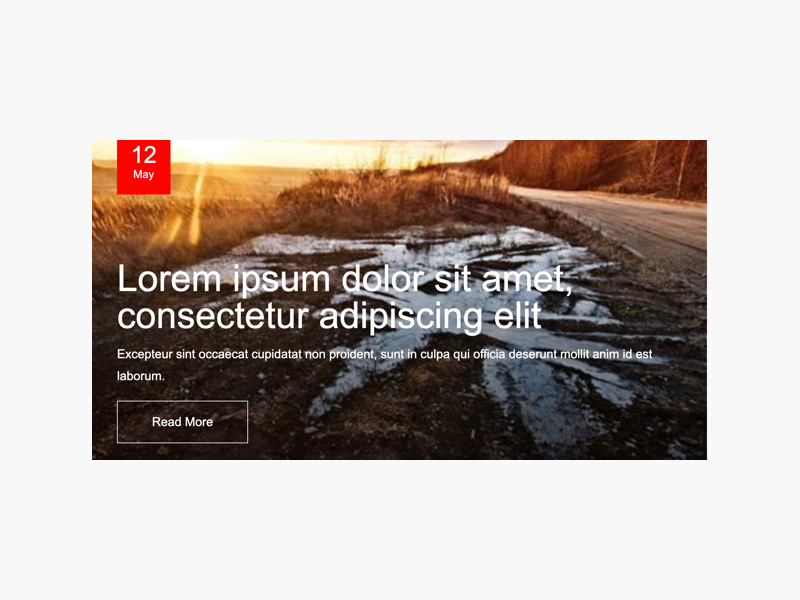 12
May
Lorem ipsum dolor sit amet,
consectetur adipiscing elit
Excepteur sint occaecat cupidatat non proident, sunt in culpa qui officia deserunt mollit anim id est
laborum.
Read More